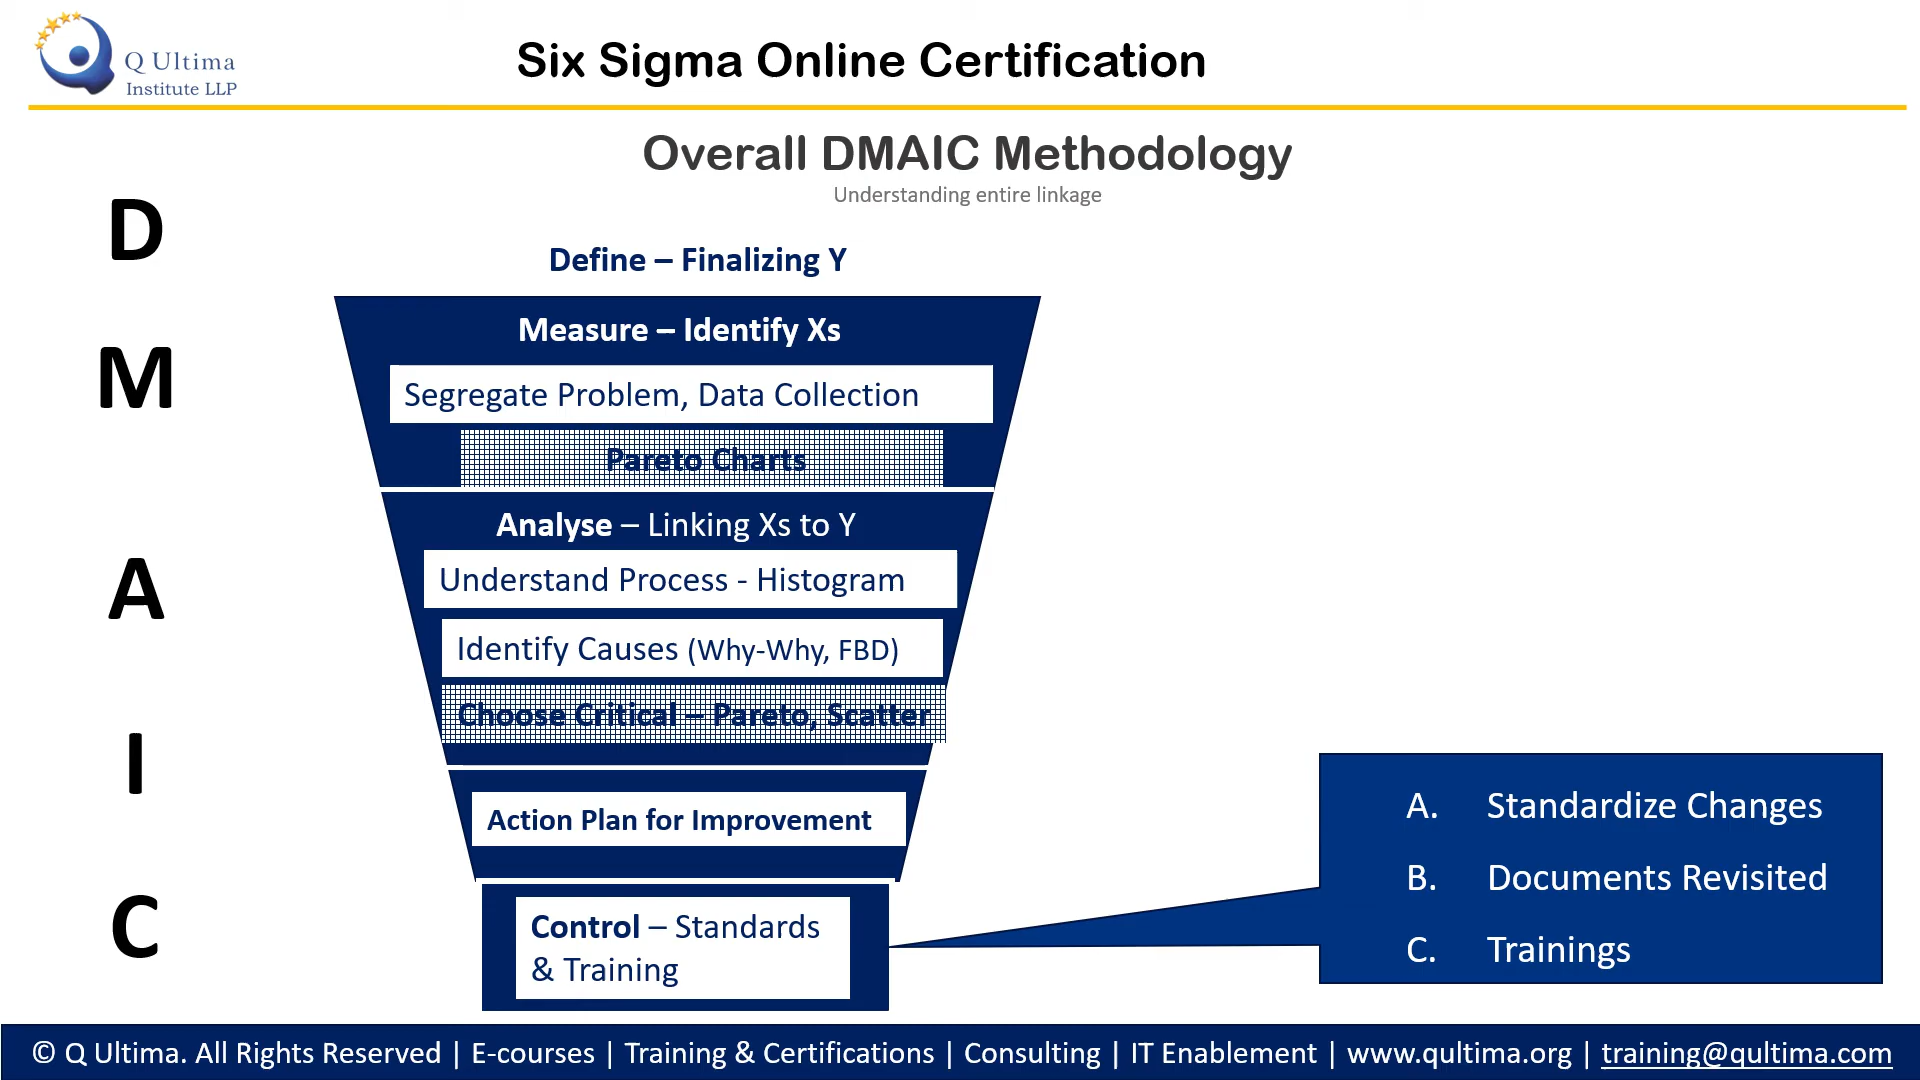 Q Ultima
Institute LLP
Six Sigma Online Certification
Overall DMAIC Methodology
Understanding entire linkage
D
M
A
I
C
Define – Finalizing Y
Measure – Identify Xs
Segregate Problem, Data Collection
Pareto Charts
Analyse – Linking Xs to Y
Understand Process - Histogram
Identify Causes (Why-Why, FBD)
Choose Critical – Pareto, Scatter
Action Plan for Improvement
Control – Standards
& Training
A. Standardize Changes
B. Documents Revisited
C. Trainings
© Q Ultima. All Rights Reserved | E-courses | Training & Certifications | Consulting | IT Enablement | www.qultima.org | training@qultima.com